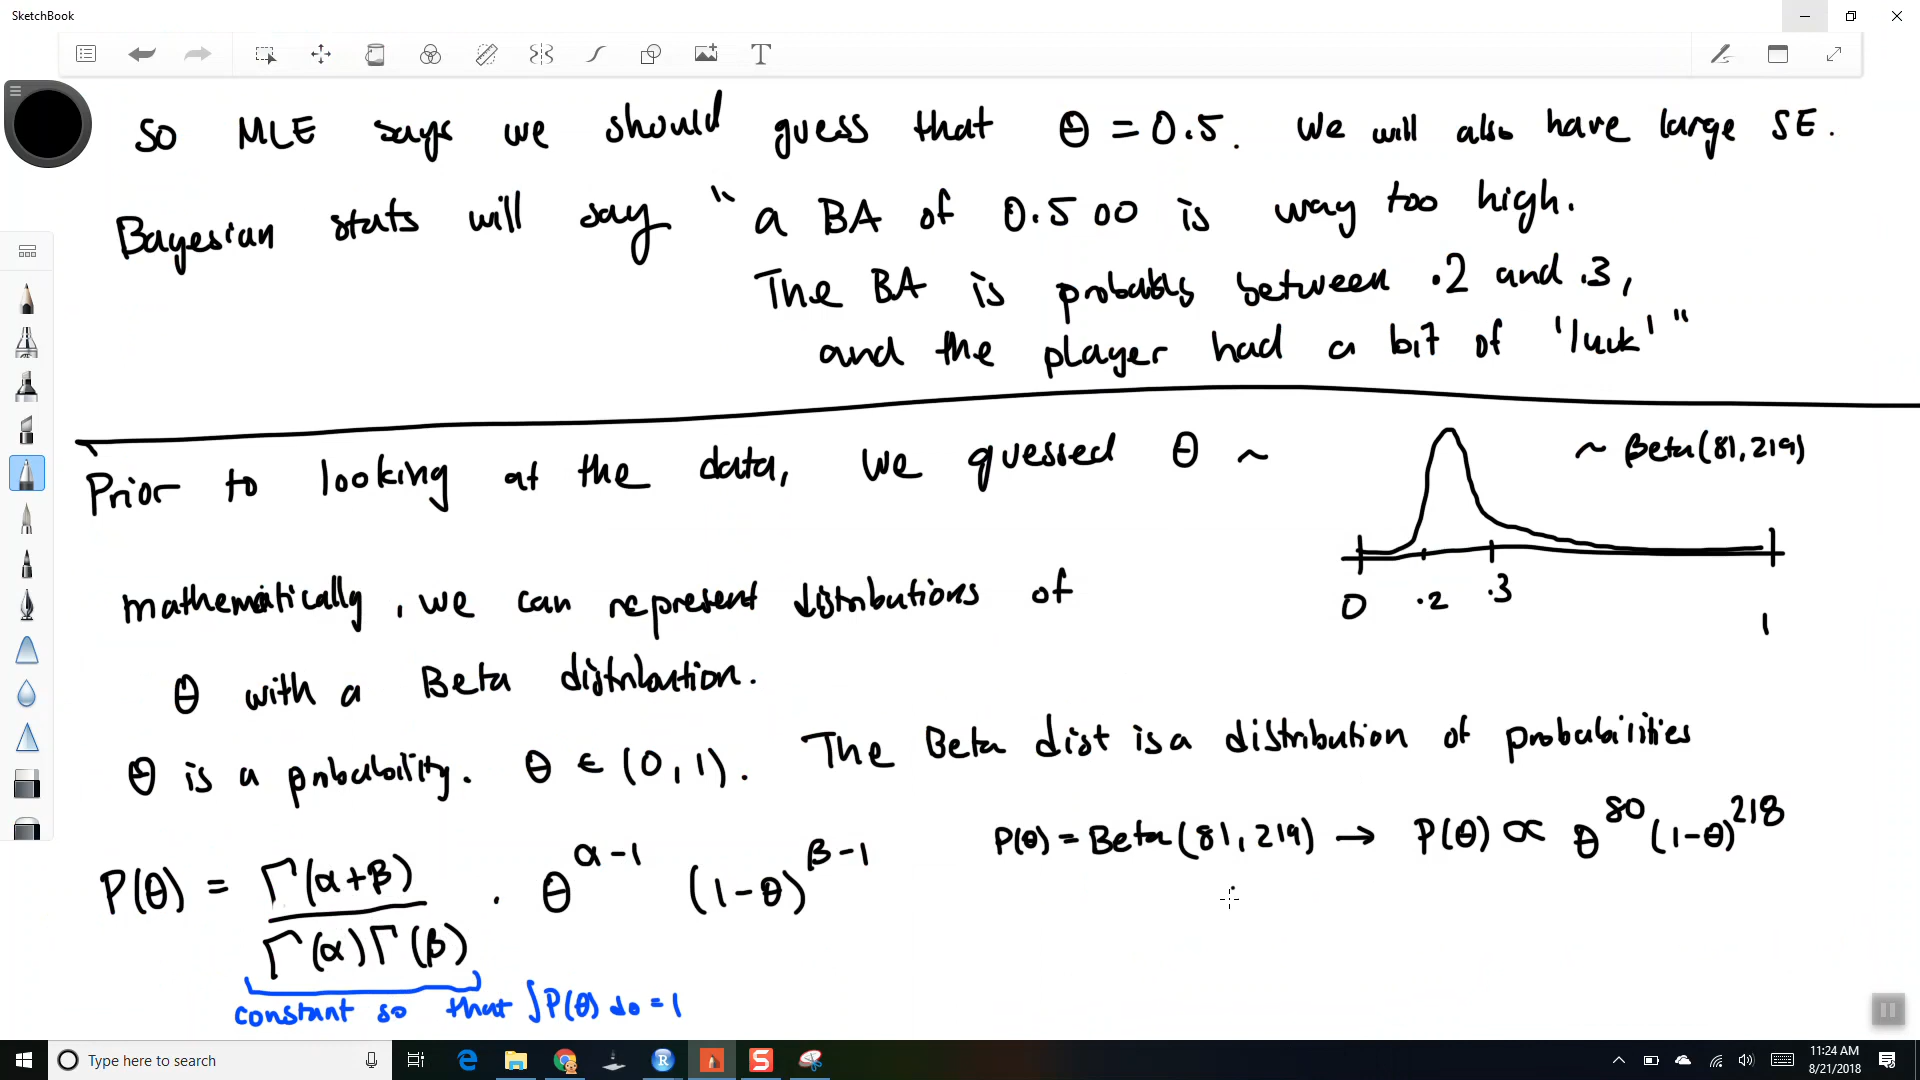 SketchBook
So MLE says we should guess that θ = 0.5. We will also have large SE.
Bayesian stats will say "a BA of 0.500 is way too high.
The BA is probably between .2 and .3,
and the player had a bit of 'luck'"
Prior to looking at the data, we guessed θ ~
~ Beta(81,219)
0 .2 .3 1
mathematically, we can represent distributions of
θ with a Beta distribution.
θ is a probability. θ ∈ (0,1). The Beta dist is a distribution of probabilities
P(θ) = Beta(81,219) → P(θ) ∝ θ^80 (1-θ)^218
P(θ) = Γ(α+β) / Γ(α)Γ(β) · θ^α-1 (1-θ)^β-1
constant so that ∫P(θ) dθ = 1
Type here to search
11:24 AM
8/21/2018